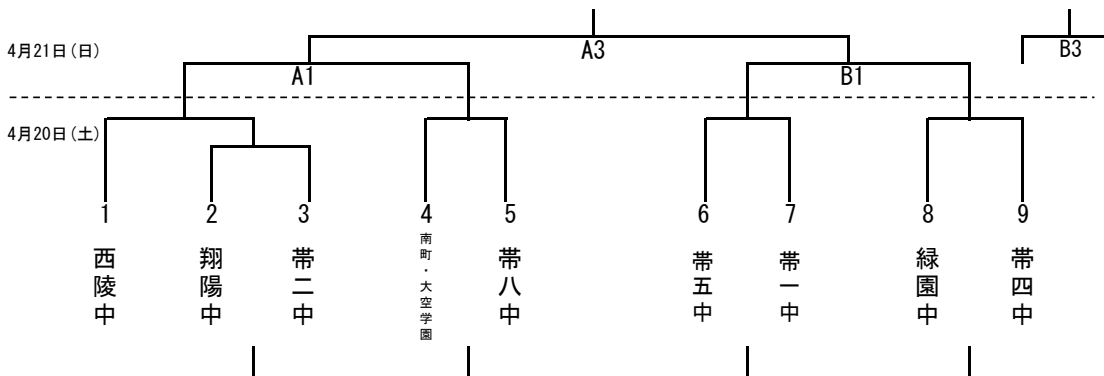 4月21日(日)
A3
B3
A1
B1
4月20日(土)
1 2 3 4 5 6 7 8 9
西陵中
翔陽中
帯二中
南町・大空学園
帯八中
帯五中
帯一中
緑園中
帯四中